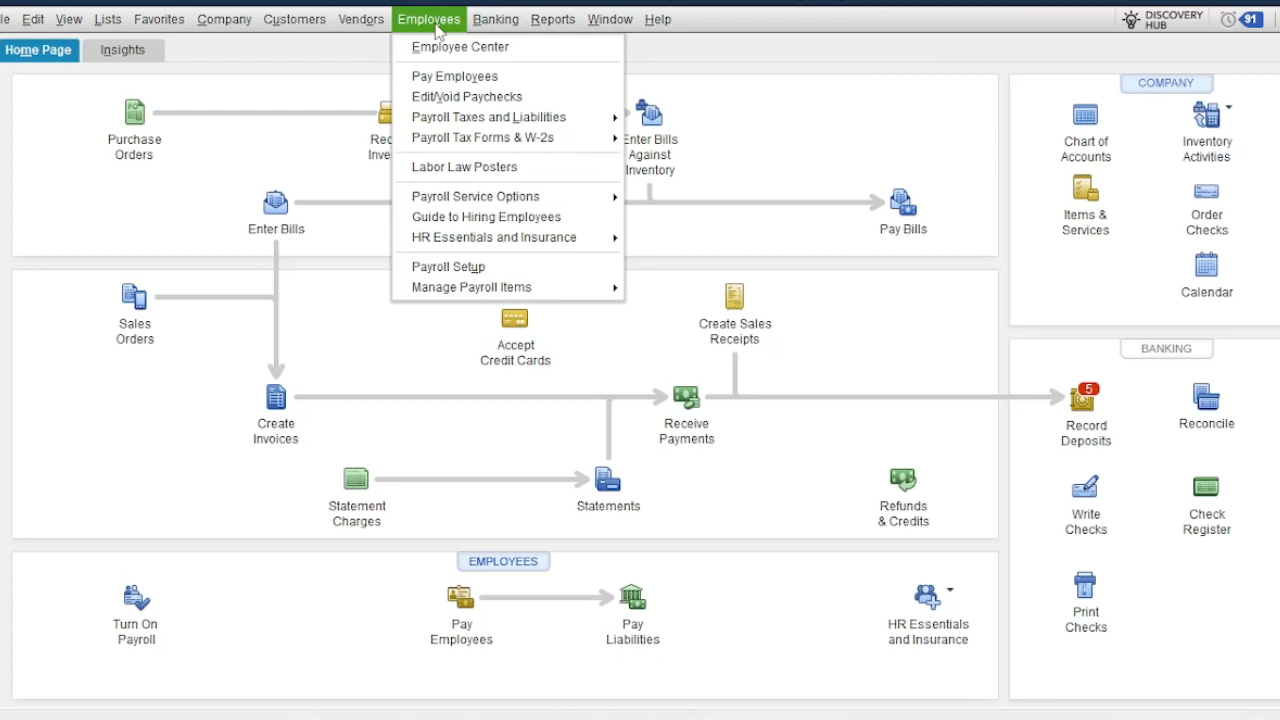 le Edit View Lists Favorites Company Customers Vendors Employees Banking Reports Window Help
DISCOVERY
HUB
91
Home Page Insights
Employee Center
Pay Employees
Edit/Void Paychecks
Payroll Taxes and Liabilities
Payroll Tax Forms & W-2s
Labor Law Posters
Payroll Service Options
Guide to Hiring Employees
HR Essentials and Insurance
Payroll Setup
Manage Payroll Items
Purchase
Orders
Rec
Inve
Enter Bills
Against
Inventory
Enter Bills
Pay Bills
Sales
Orders
Accept
Credit Cards
Create Sales
Receipts
Create
Invoices
Receive
Payments
Statement
Charges
Statements
Refunds
& Credits
EMPLOYEES
Turn On
Payroll
Pay
Employees
Pay
Liabilities
HR Essentials
and Insurance
COMPANY
Chart of
Accounts
Inventory
Activities
Items &
Services
Order
Checks
Calendar
BANKING
5
Record
Deposits
Reconcile
Write
Checks
Check
Register
Print
Checks